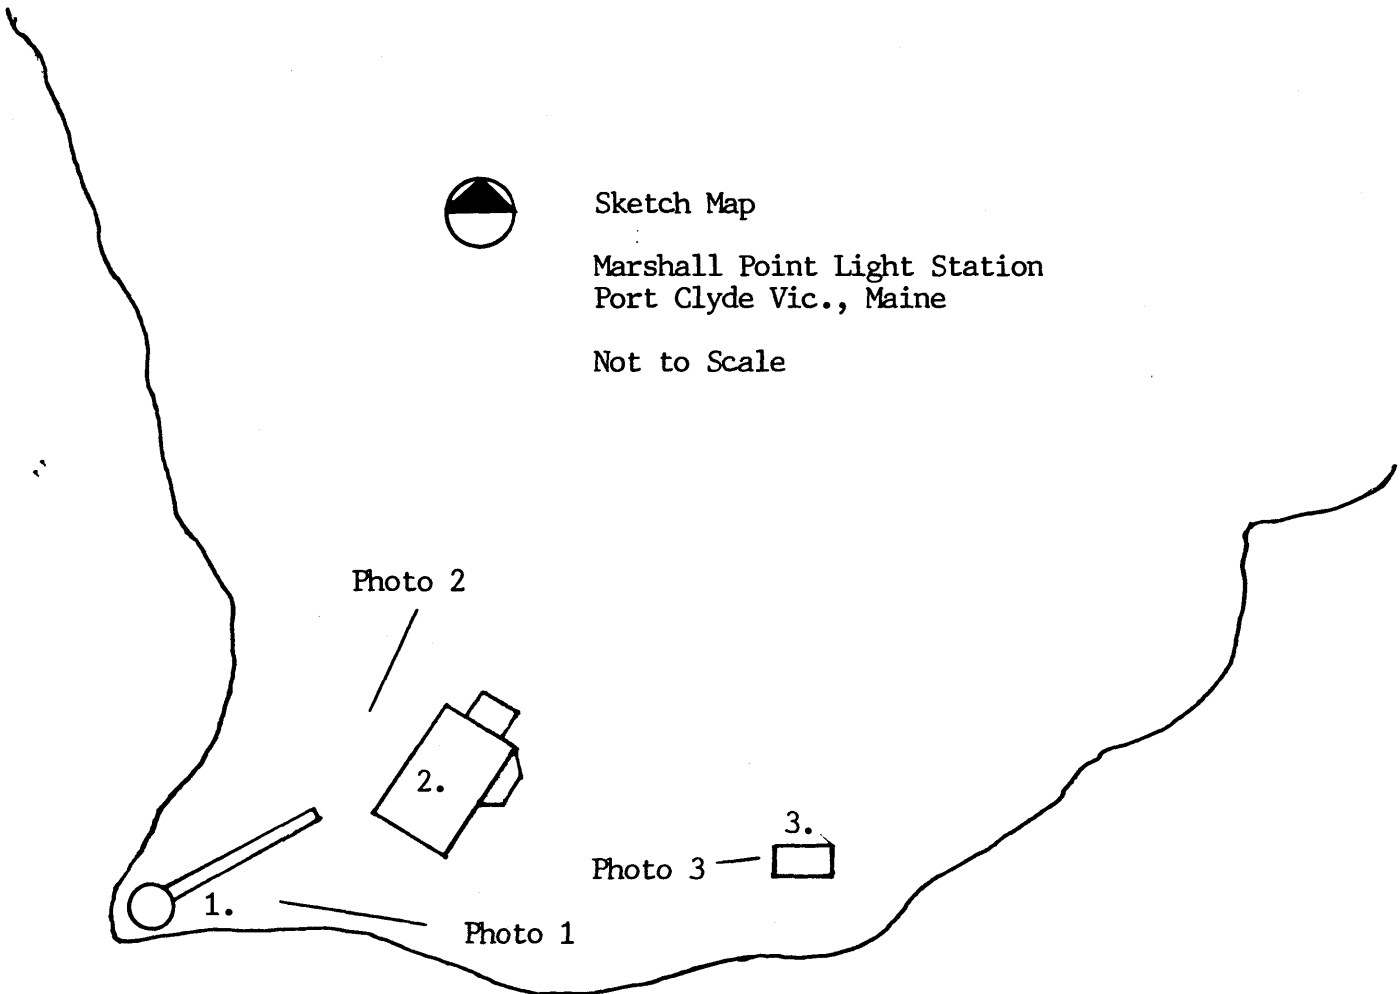 Sketch Map
Marshall Point Light Station
Port Clyde Vic., Maine
Not to Scale
Photo 2
2.
3.
Photo 3
1.
Photo 1